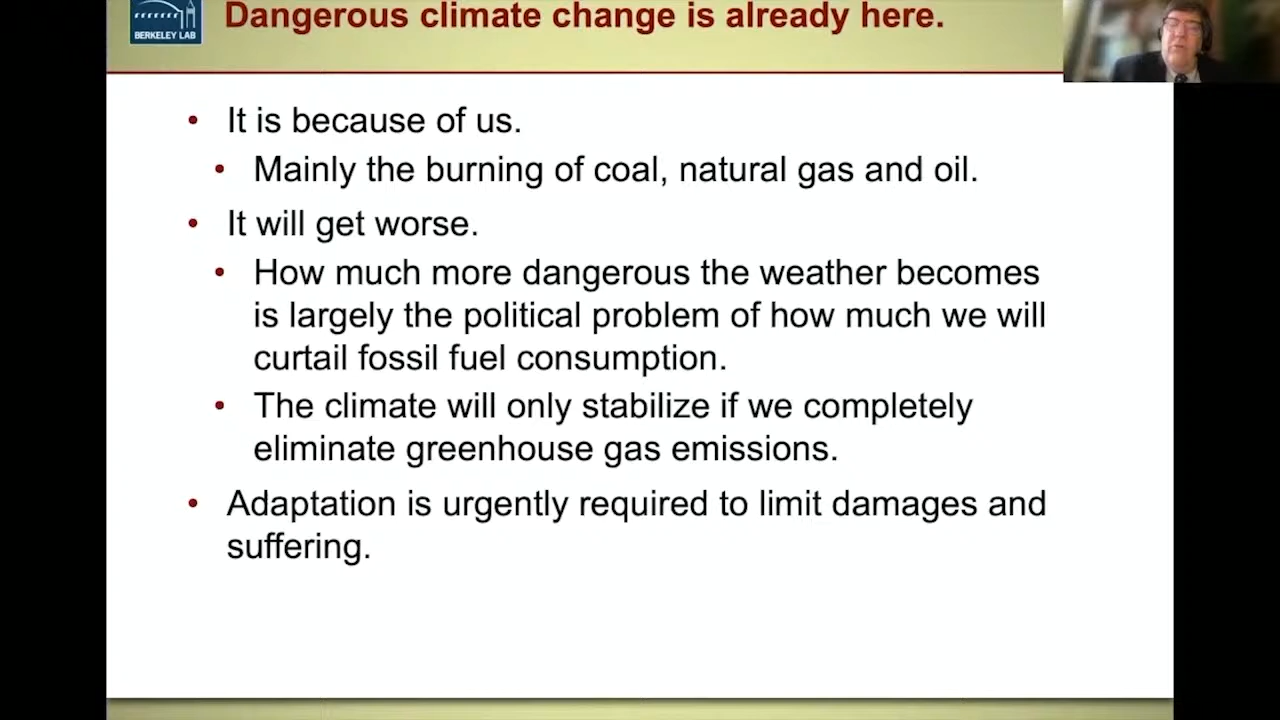 Dangerous climate change is already here.
BERKELEY LAB
• It is because of us.
• Mainly the burning of coal, natural gas and oil.
• It will get worse.
• How much more dangerous the weather becomes
is largely the political problem of how much we will
curtail fossil fuel consumption.
• The climate will only stabilize if we completely
eliminate greenhouse gas emissions.
• Adaptation is urgently required to limit damages and
suffering.